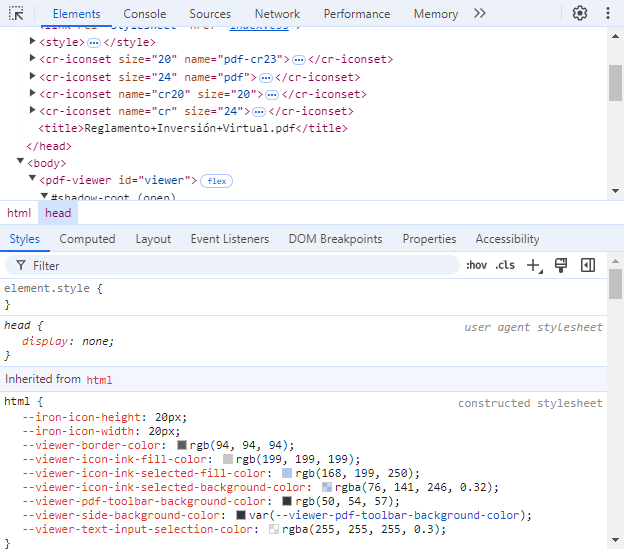 Elements Console Sources Network Performance Memory
<link rel="stylesheet" href="index.css">
<style>…</style>
<cr-iconset size="20" name="pdf-cr23">…</cr-iconset>
<cr-iconset size="24" name="pdf">…</cr-iconset>
<cr-iconset name="cr20" size="20">…</cr-iconset>
<cr-iconset name="cr" size="24">…</cr-iconset>
<title>Reglamento+Inversión+Virtual.pdf</title>
</head>
<body>
<pdf-viewer id="viewer"> flex
#shadow-root (open)
html head
Styles Computed Layout Event Listeners DOM Breakpoints Properties Accessibility
Filter :hov .cls
element.style {
}
head { user agent stylesheet
display: none;
}
Inherited from html
html { constructed stylesheet
--iron-icon-height: 20px;
--iron-icon-width: 20px;
--viewer-border-color: rgb(94, 94, 94);
--viewer-icon-ink-fill-color: rgb(199, 199, 199);
--viewer-icon-ink-selected-fill-color: rgb(168, 199, 250);
--viewer-icon-ink-selected-background-color: rgba(76, 141, 246, 0.32);
--viewer-pdf-toolbar-background-color: rgb(50, 54, 57);
--viewer-side-background-color: var(--viewer-pdf-toolbar-background-color);
--viewer-text-input-selection-color: rgba(255, 255, 255, 0.3);
}